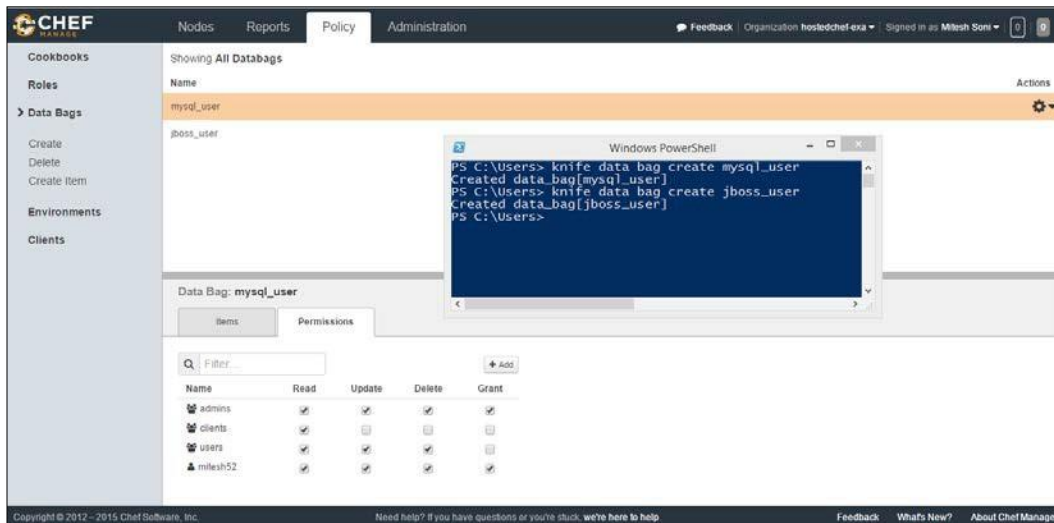 CHEF
MANAGE
Nodes Reports Policy Administration
Feedback Organization hostedchef-exa Signed in as Mitesh Soni 0 0
Cookbooks
Roles
Data Bags
Create
Delete
Create Item
Environments
Clients
Showing All Databags
Name Actions
mysql_user
jboss_user
Windows PowerShell
PS C:\Users> knife data bag create mysql_user
Created data_bag[mysql_user]
PS C:\Users> knife data bag create jboss_user
Created data_bag[jboss_user]
PS C:\Users>
Data Bag: mysql_user
Items Permissions
Filter...
+ Add
Name Read Update Delete Grant
admins
clients
users
mitesh52
Copyright © 2012 – 2015 Chef Software, Inc. Need help? If you have questions or you're stuck, we're here to help Feedback What's New? About Chef Manage